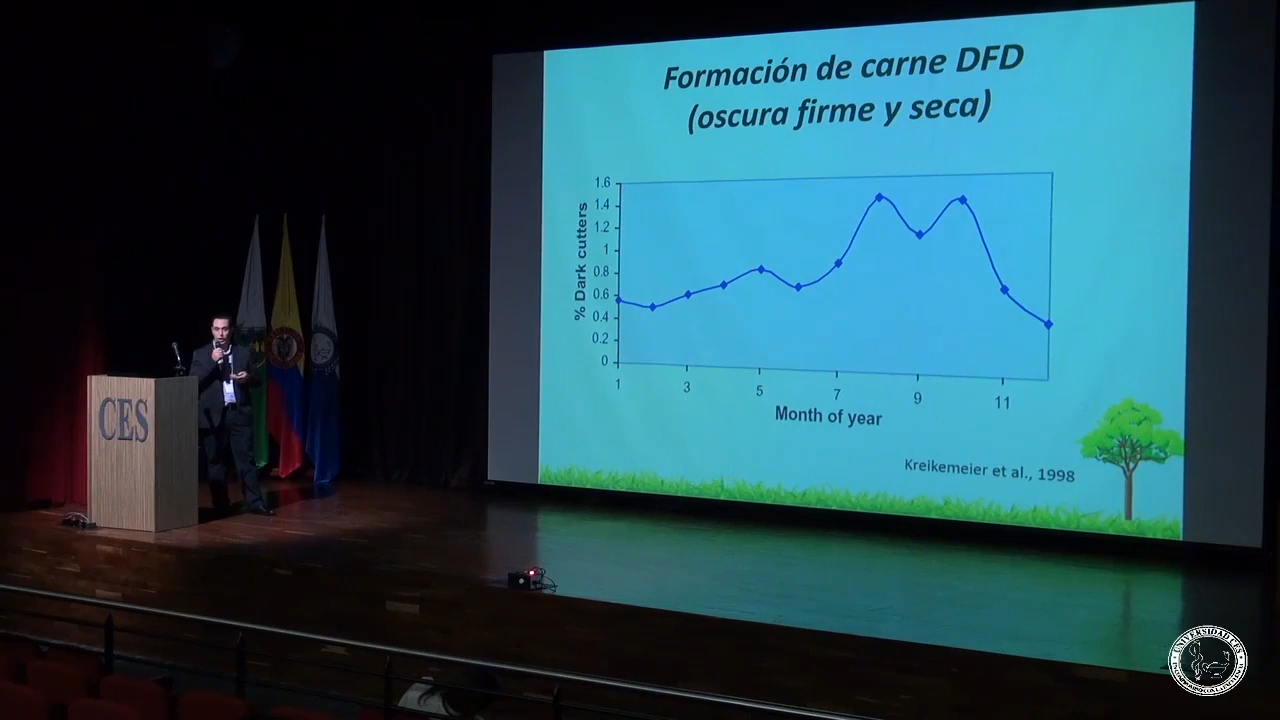 Formación de carne DFD
(oscura firme y seca)
1.6
1.4
1.2
1
0.8
0.6
0.4
0.2
0
% Dark cutters
1 3 5 7 9 11
Month of year
Kreikemeier et al., 1998
CES
UNIVERSIDAD CES